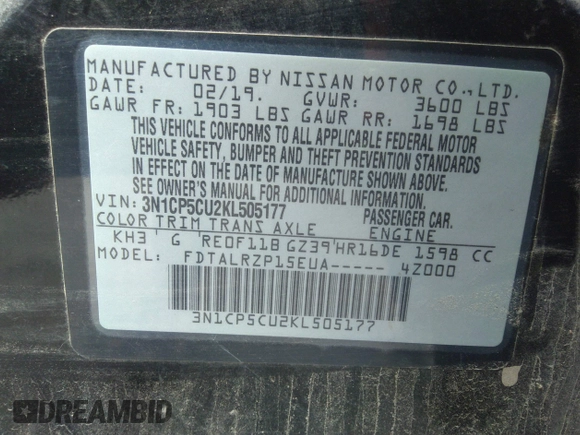 MANUFACTURED BY NISSAN MOTOR CO.,LTD.
DATE: 02/19. GVWR: 3600 LBS
GAWR FR: 1903 LBS GAWR RR: 1698 LBS
THIS VEHICLE CONFORMS TO ALL APPLICABLE FEDERAL MOTOR
VEHICLE SAFETY, BUMPER AND THEFT PREVENTION STANDARDS
IN EFFECT ON THE DATE OF MANUFACTURE SHOWN ABOVE.
SEE OWNER'S MANUAL FOR ADDITIONAL INFORMATION.
VIN: 3N1CP5CU2KL505177 PASSENGER CAR.
COLOR TRIM TRANS AXLE ENGINE
KH3 G RE0F11B GZ39 HR16DE 1598 CC
MODEL: FDTALRZP15EUA----- 4Z000
3N1CP5CU2KL505177
DREAMBID